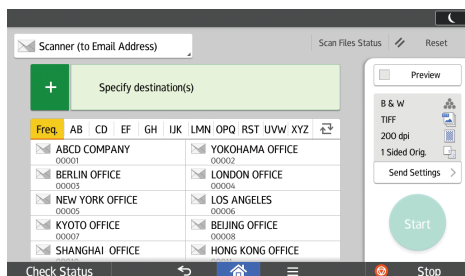 Scanner (to Email Address)
Scan Files Status
Reset
+
Specify destination(s)
Preview
B & W
TIFF
200 dpi
1 Sided Orig.
Send Settings >
Start
Freq. AB CD EF GH IJK LMN OPQ RST UVW XYZ
ABCD COMPANY
00001
YOKOHAMA OFFICE
00002
BERLIN OFFICE
00003
LONDON OFFICE
00004
NEW YORK OFFICE
00005
LOS ANGELES
00006
KYOTO OFFICE
00007
BEIJING OFFICE
00008
SHANGHAI OFFICE
HONG KONG OFFICE
Check Status
Stop